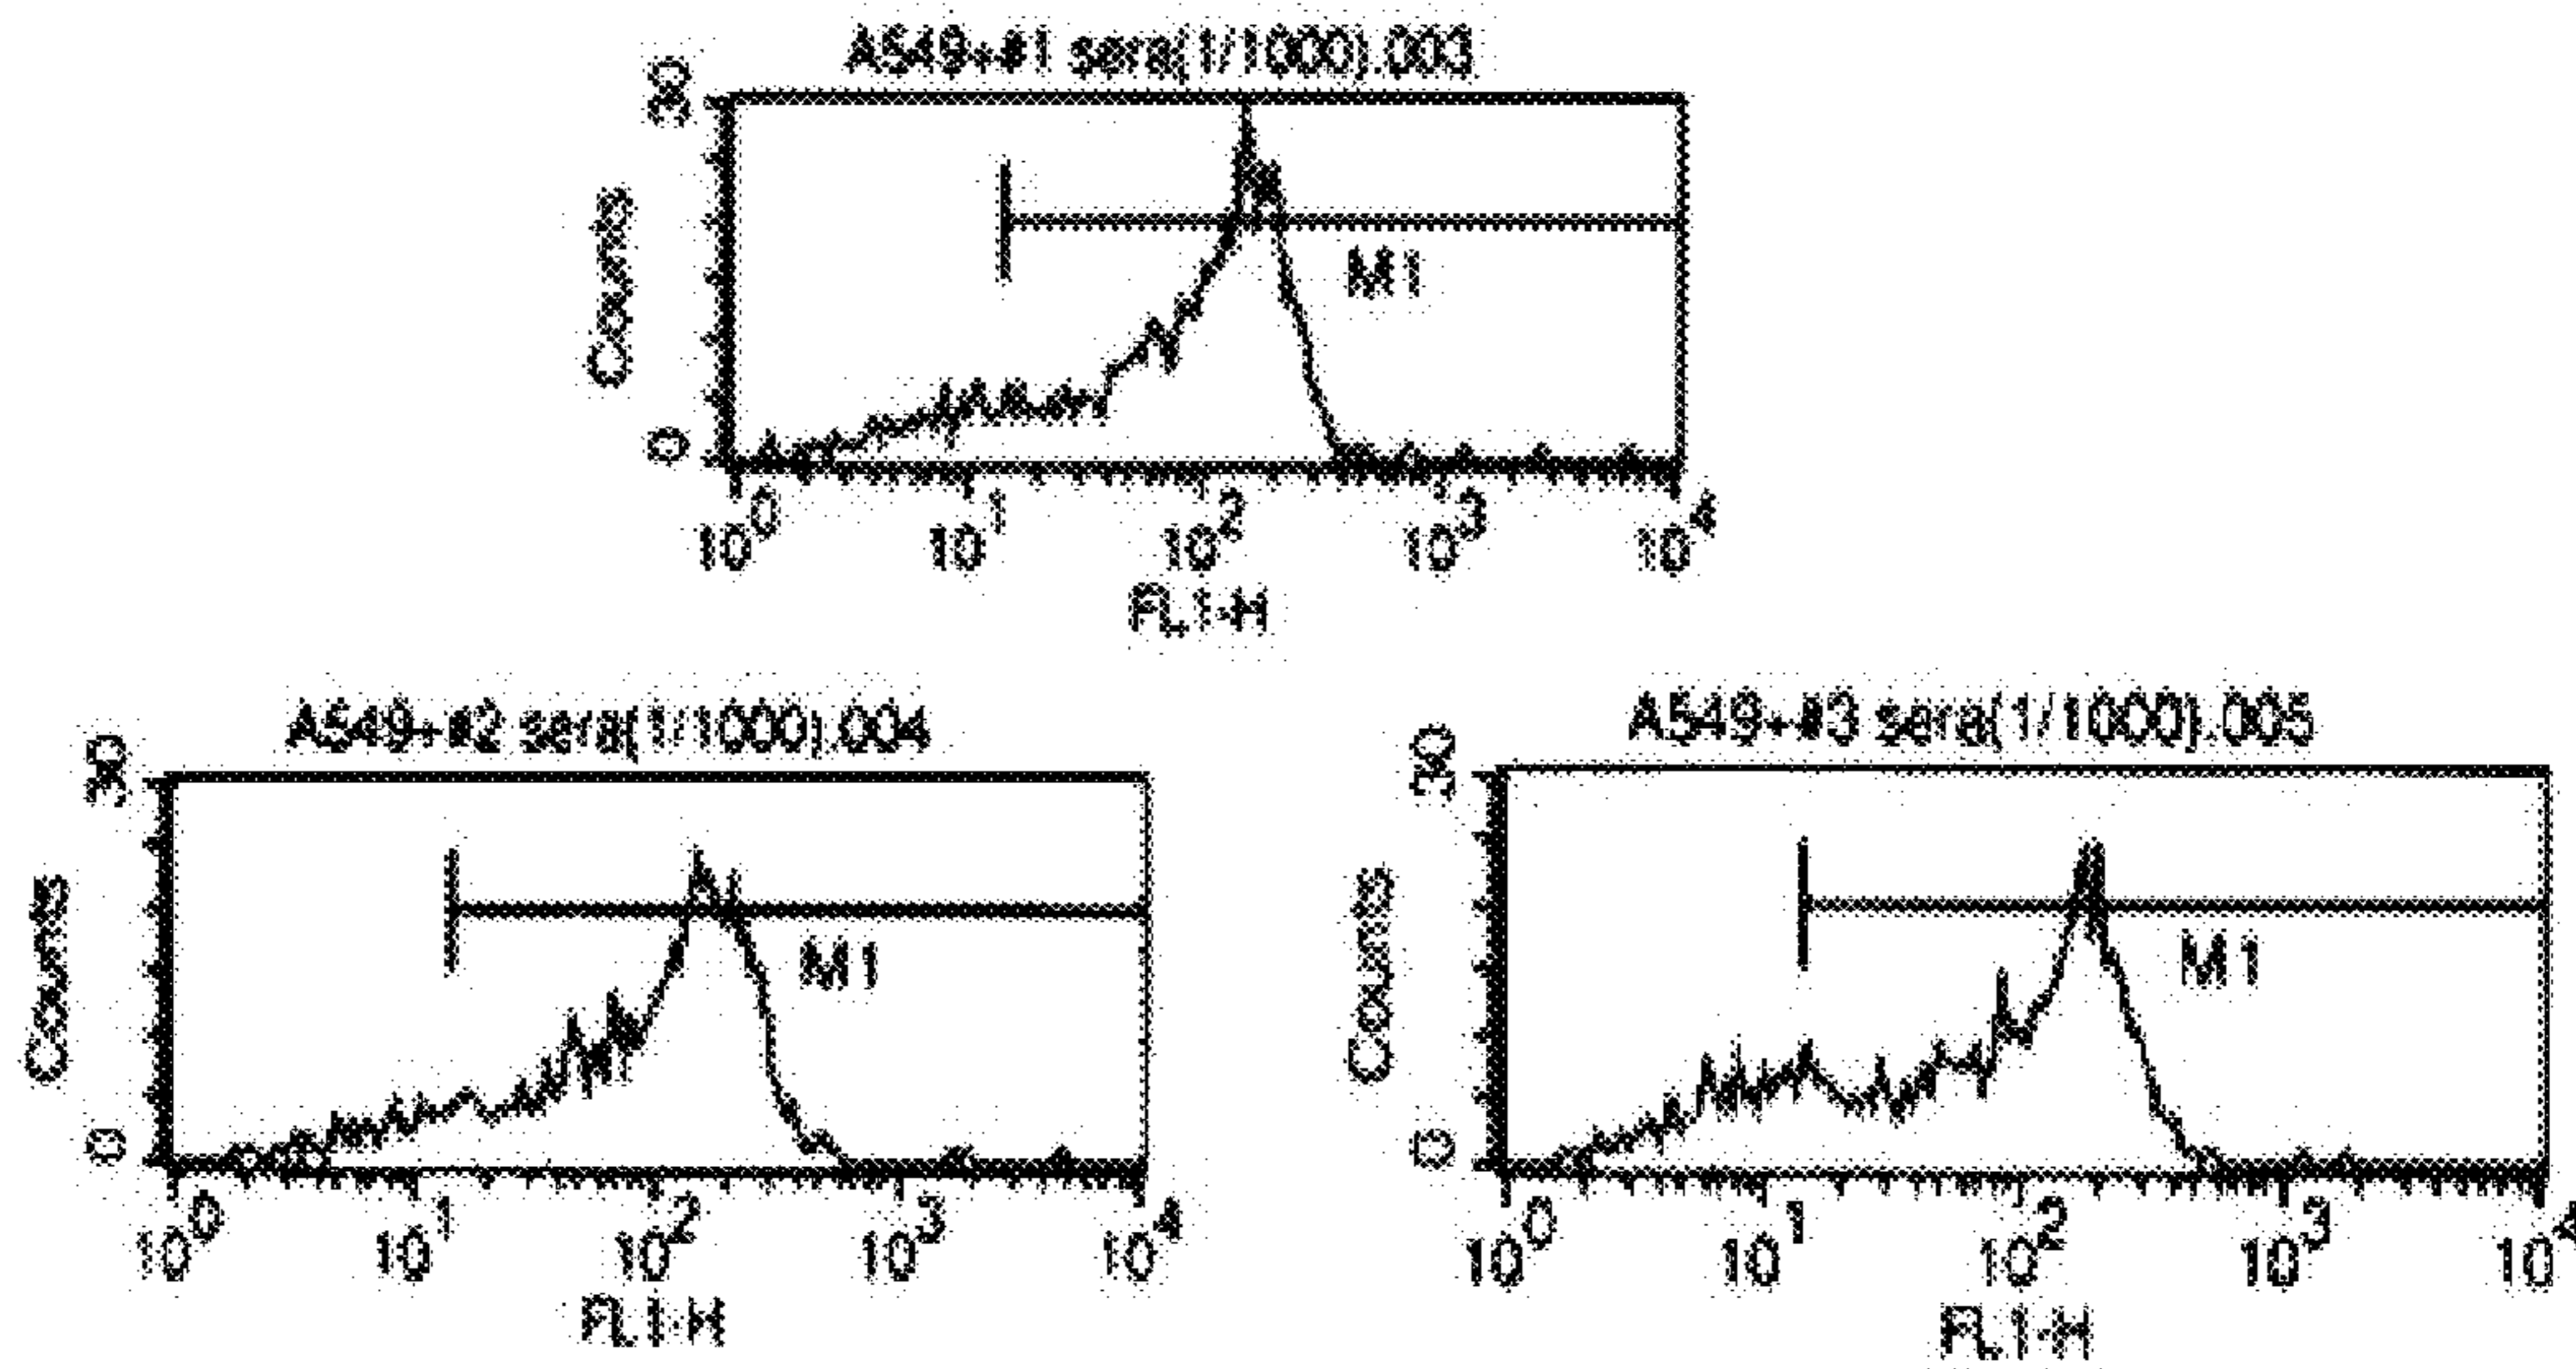 A549+#1 sera(1/1000).003
30
Counts
0
M1
10^0 10^1 10^2 10^3 10^4
FL1-H
A549+#2 sera(1/1000).004
30
Counts
0
M1
10^0 10^1 10^2 10^3 10^4
FL1-H
A549+#3 sera(1/1000).005
30
Counts
0
M1
10^0 10^1 10^2 10^3 10^4
FL1-H